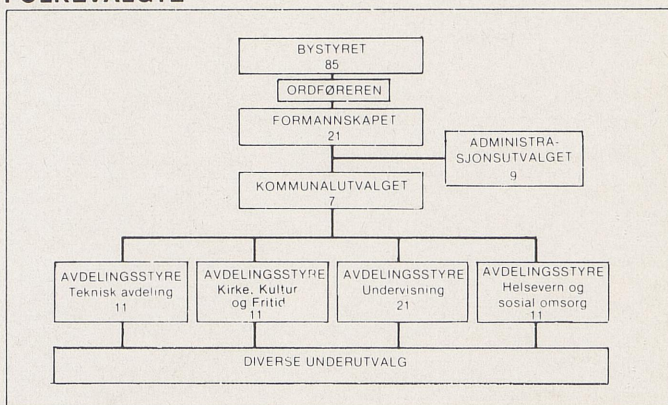 BYSTYRET
85
ORDFØREREN
FORMANNSKAPET
21
ADMINISTRA-
SJONSUTVALGET
9
KOMMUNALUTVALGET
7
AVDELINGSSTYRE
Teknisk avdeling
11
AVDELINGSSTYRE
Kirke, Kultur
og Fritid
11
AVDELINGSSTYRE
Undervisning
21
AVDELINGSSTYRE
Helsevern og
sosial omsorg
11
DIVERSE UNDERUTVALG